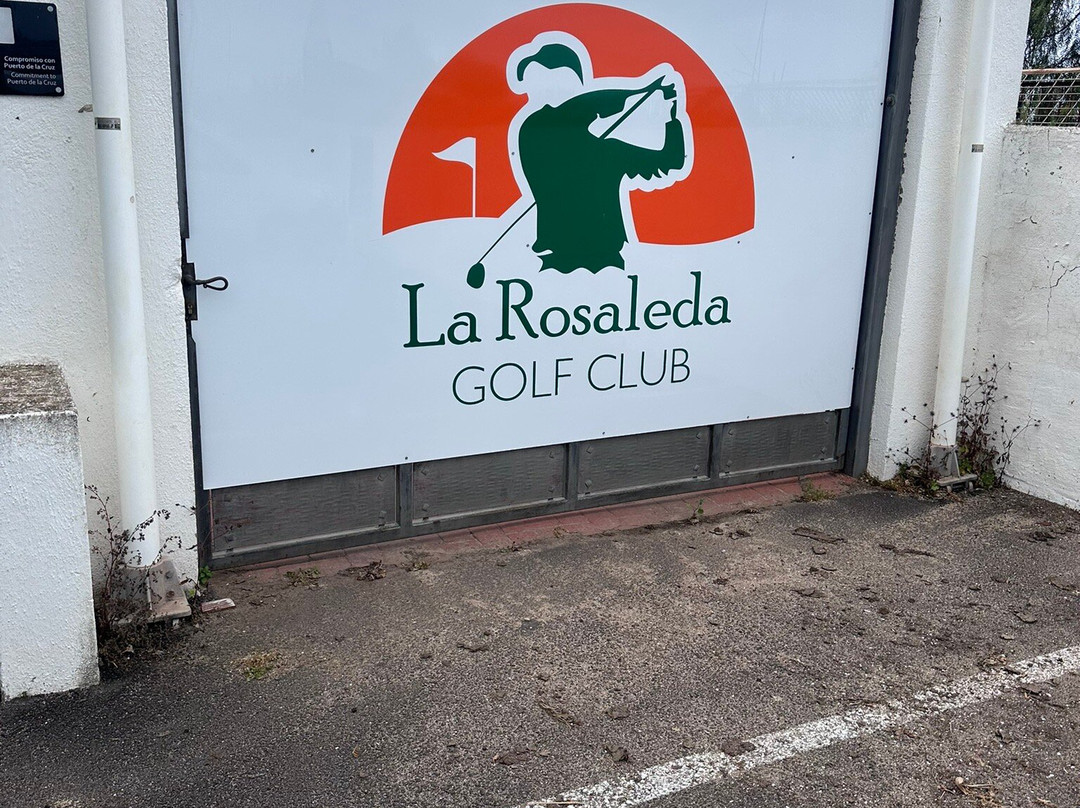 Compromiso con
Puerto de la Cruz
Commitment to
Puerto de la Cruz
La Rosaleda
GOLF CLUB